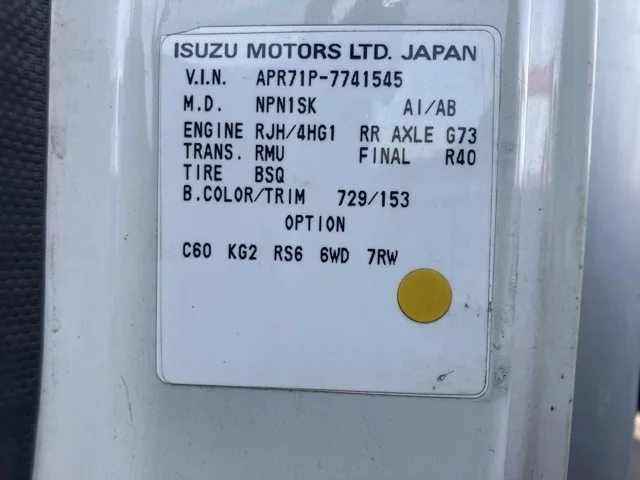 ISUZU MOTORS LTD. JAPAN
V.I.N. APR71P-7741545
M.D. NPN1SK AI/AB
ENGINE RJH/4HG1 RR AXLE G73
TRANS. RMU FINAL R40
TIRE BSQ
B.COLOR/TRIM 729/153
OPTION
C60 KG2 RS6 6WD 7RW